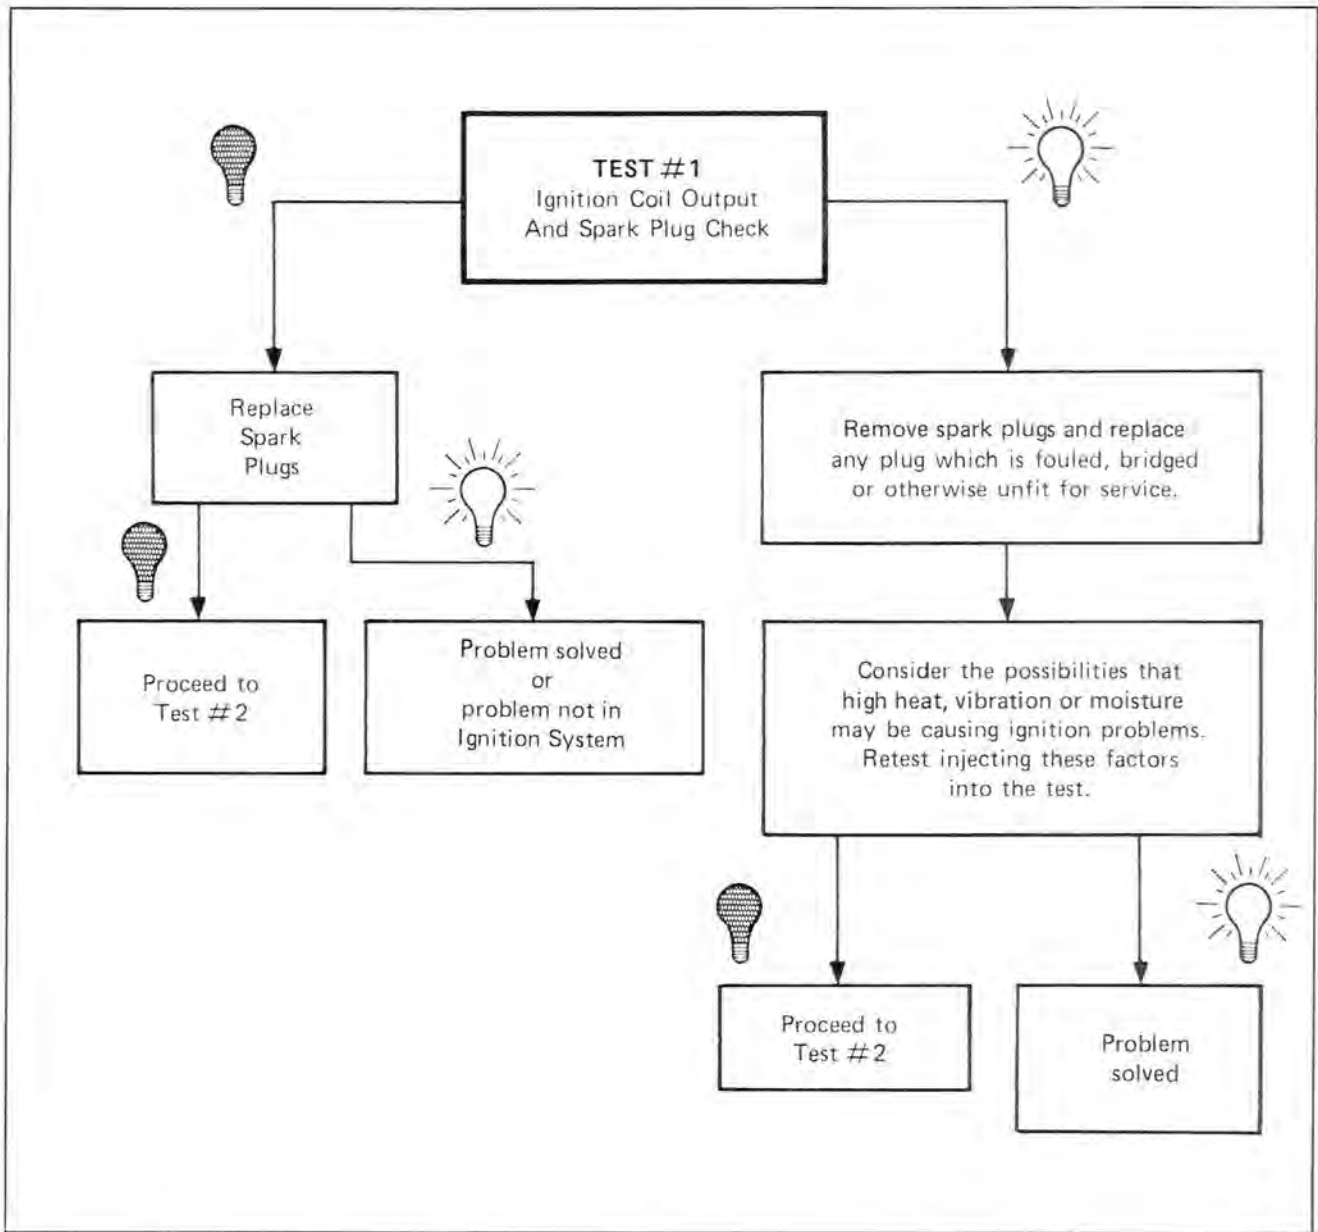 TEST #1
Ignition Coil Output
And Spark Plug Check
Replace
Spark
Plugs
Remove spark plugs and replace
any plug which is fouled, bridged
or otherwise unfit for service.
Proceed to
Test #2
Problem solved
or
problem not in
Ignition System
Consider the possibilities that
high heat, vibration or moisture
may be causing ignition problems.
Retest injecting these factors
into the test.
Proceed to
Test #2
Problem
solved